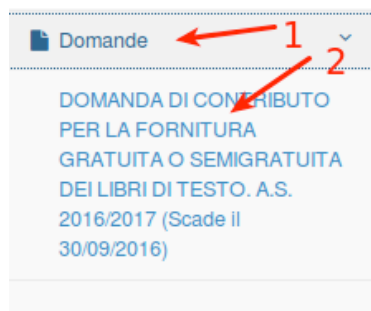 Domande 1
2
DOMANDA DI CONTRIBUTO
PER LA FORNITURA
GRATUITA O SEMIGRATUITA
DEI LIBRI DI TESTO. A.S.
2016/2017 (Scade il
30/09/2016)